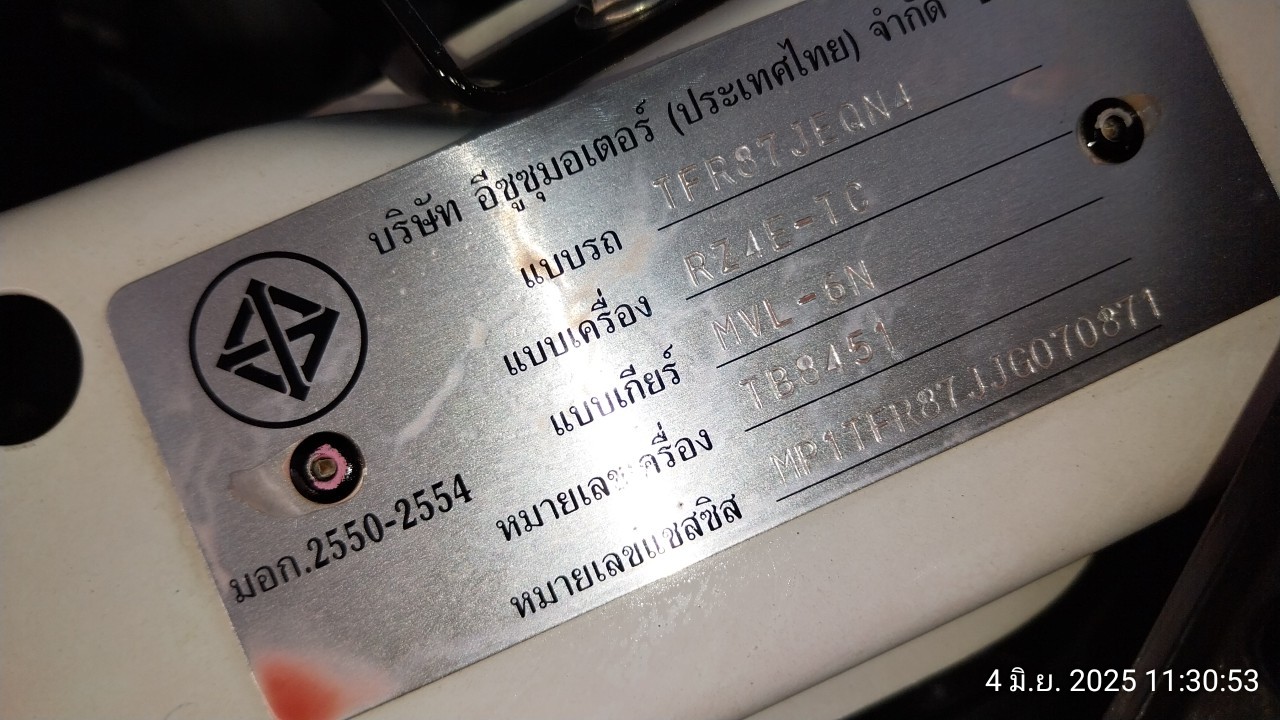 บริษัท อีซูซุมอเตอร์ (ประเทศไทย) จำกัด
แบบรถ TFR87JEQN4
แบบเครื่อง RZ4E-TC
แบบเกียร์ MVL-6N
หมายเลขเครื่อง TB8451
หมายเลขแชสซิส MP1TFR87JJG070871
มอก.2550-2554
4 มิ.ย. 2025 11:30:53